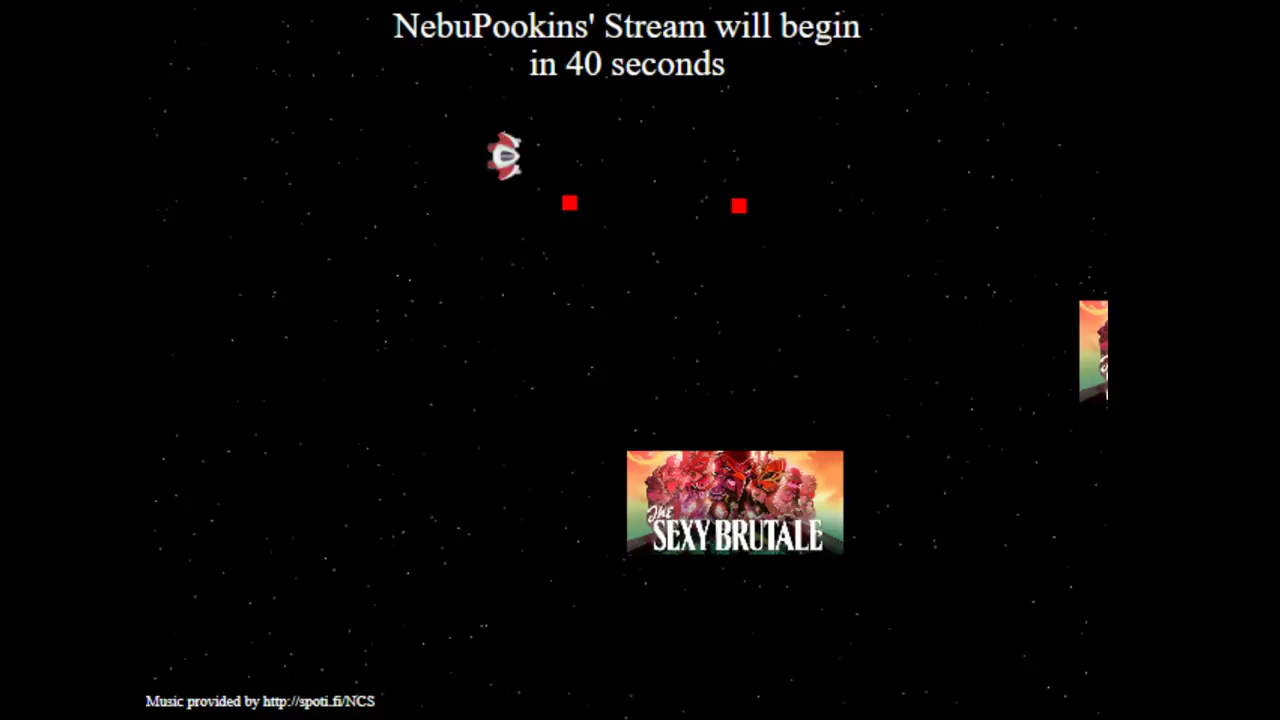 NebuPookins' Stream will begin
in 40 seconds
The
SEXY BRUTALE
Music provided by http://spoti.fi/NCS